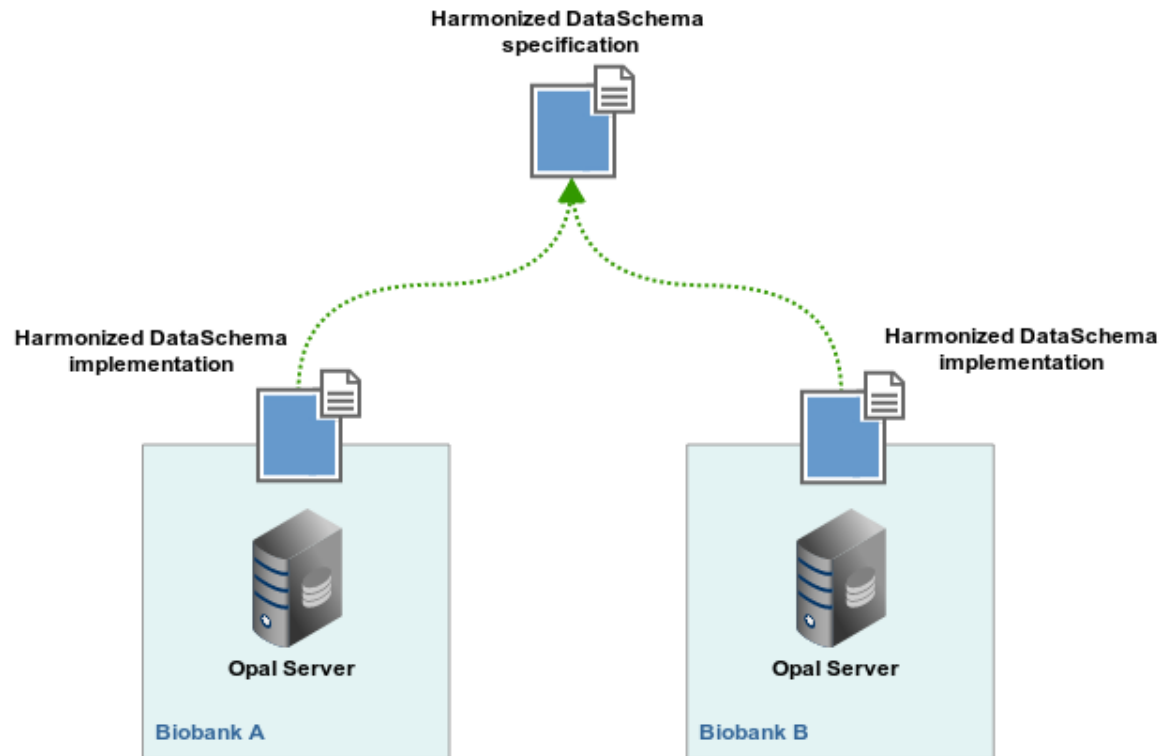 Harmonized DataSchema
specification
Harmonized DataSchema
implementation
Harmonized DataSchema
implementation
Opal Server
Opal Server
Biobank A
Biobank B